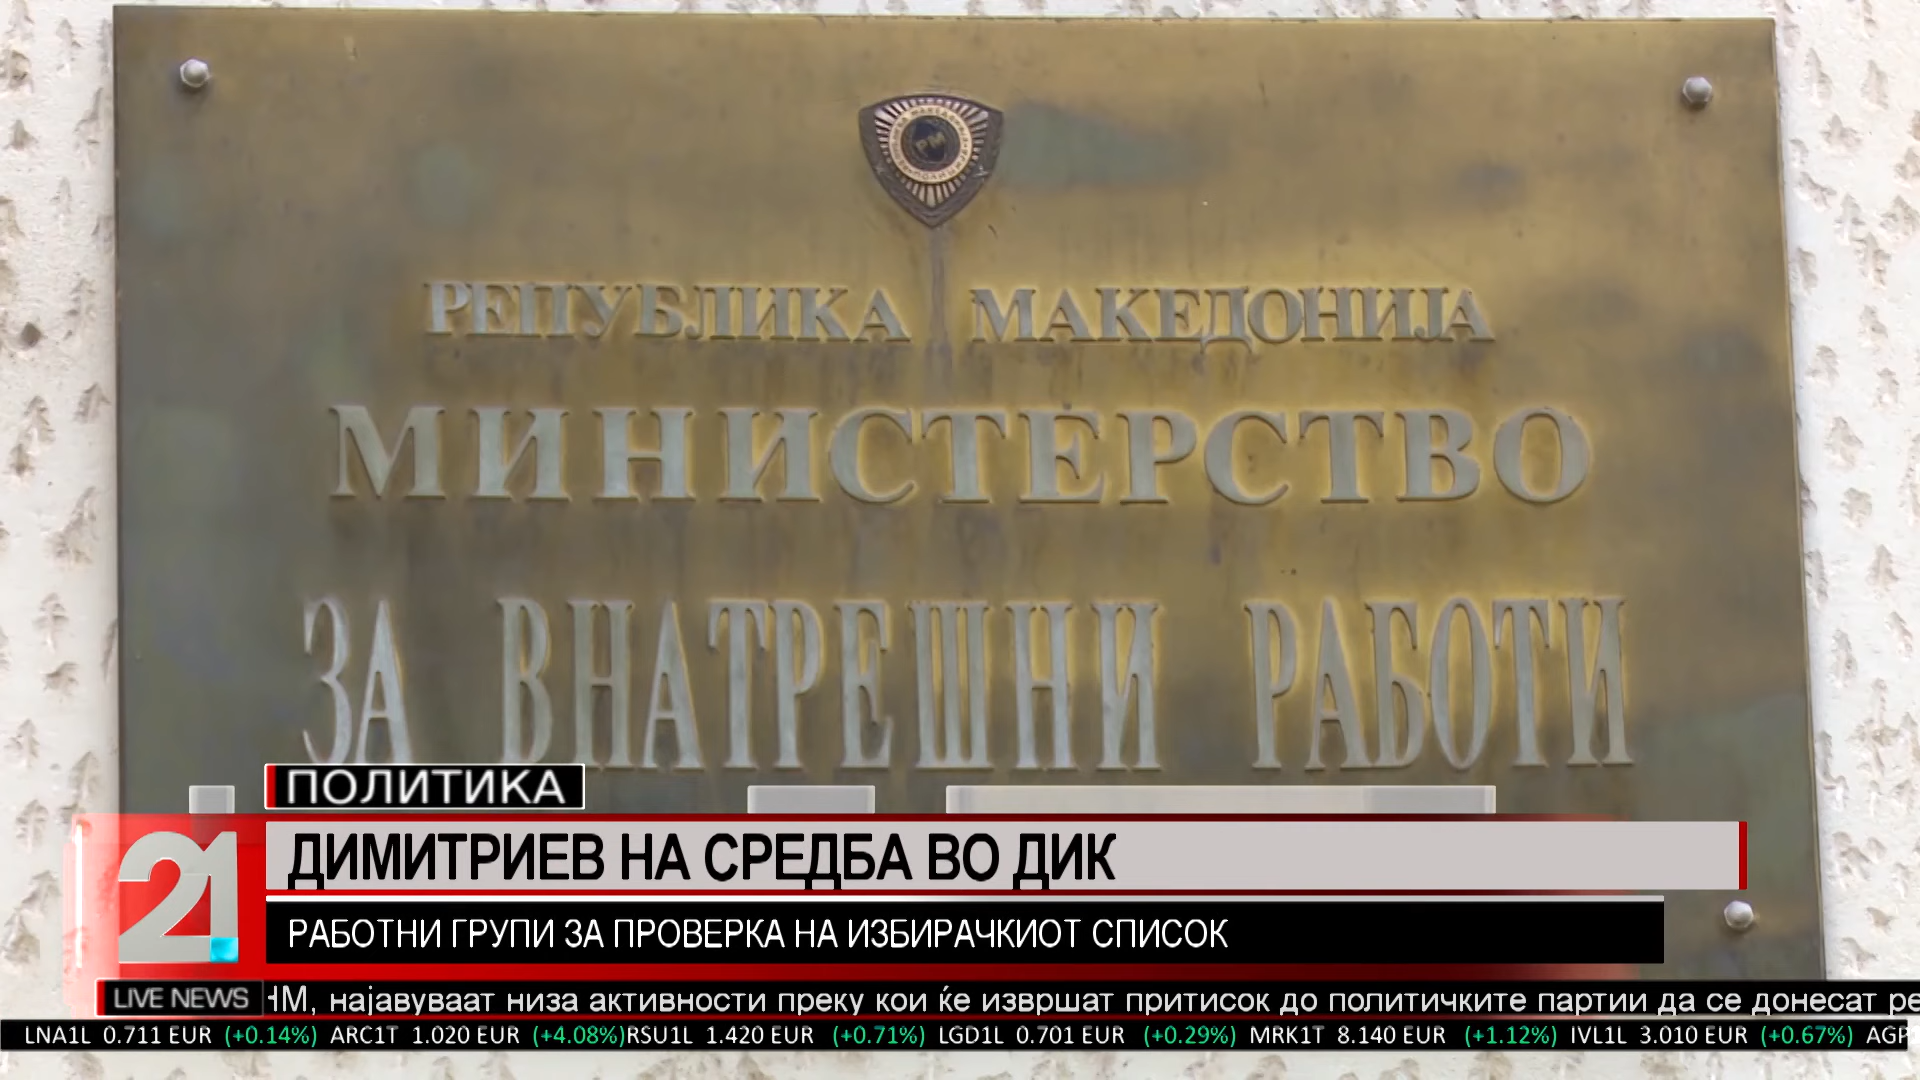 РМ
РЕПУБЛИКА МАКЕДОНИЈА
МИНИСТЕРСТВО
ЗА ВНАТРЕШНИ РАБОТИ
ПОЛИТИКА
21
ДИМИТРИЕВ НА СРЕДБА ВО ДИК
РАБОТНИ ГРУПИ ЗА ПРОВЕРКА НА ИЗБИРАЧКИОТ СПИСОК
LIVE NEWS
најавуваат низа активности преку кои ќе извршат притисок до политичките партии да се донесат
LNA1L 0.711 EUR (+0.14%) ARC1T 1.020 EUR (+4.08%) RSU1L 1.420 EUR (+0.71%) LGD1L 0.701 EUR (+0.29%) MRK1T 8.140 EUR (+1.12%) IVL1L 3.010 EUR (+0.67%)